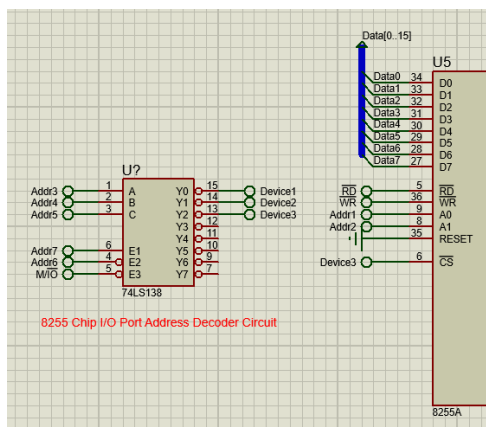 Data[0..15]
U5
Data0 34 D0
Data1 33 D1
Data2 32 D2
Data3 31 D3
Data4 30 D4
Data5 29 D5
Data6 28 D6
Data7 27 D7
RD 5 RD
WR 36 WR
Addr1 9 A0
Addr2 8 A1
35 RESET
Device3 6 CS
8255A
U?
Addr3 1 A Y0 15 Device1
Addr4 2 B Y1 14 Device2
Addr5 3 C Y2 13 Device3
Y3 12
Y4 11
Addr7 6 E1 Y5 10
Addr6 4 E2 Y6 9
M/IO 5 E3 Y7 7
74LS138
8255 Chip I/O Port Address Decoder Circuit